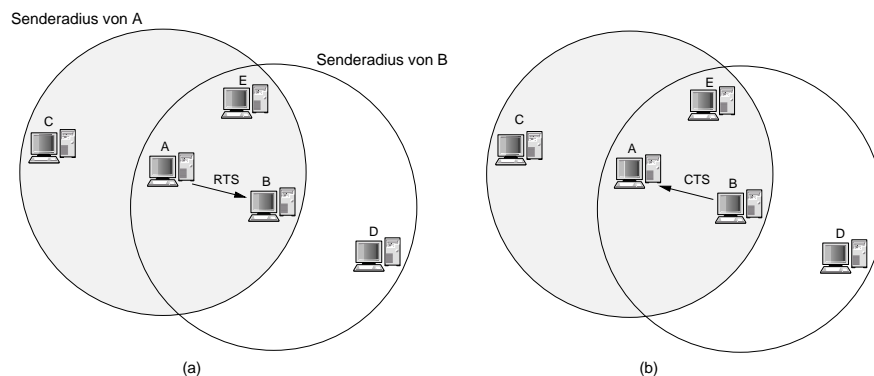 Senderadius von A
Senderadius von B
E
C
A
RTS
B
D
(a)
E
C
A
CTS
B
D
(b)